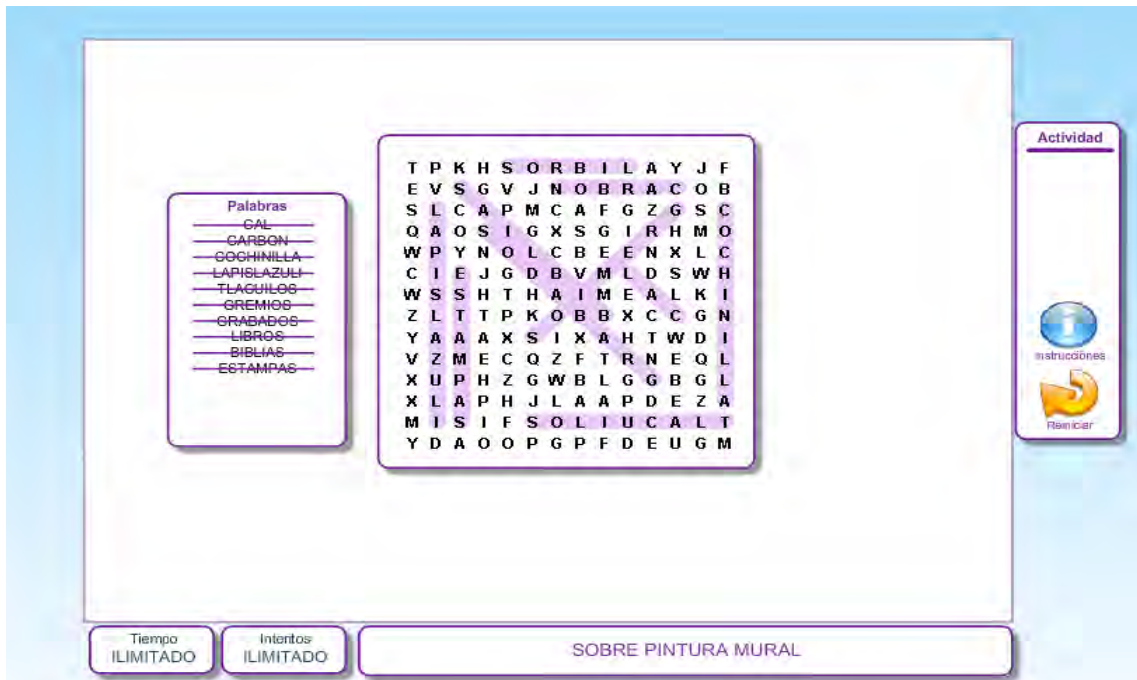 Actividad
Instrucciones
Reiniciar
Palabras
CAL
CARBON
COCHINILLA
LAPISLAZULI
TLACUILOS
GREMIOS
GRABADOS
LIBROS
BIBLIAS
ESTAMPAS
T P K H S O R B I L A Y J F
E V S G V J N O B R A C O B
S L C A P M C A F G Z G S C
Q A O S I G X S G I R H M O
W P Y N O L C B E E N X L C
C I E J G D B V M L D S W H
W S S H T H A I M E A L K I
Z L T T P K O B B X C C G N
Y A A A X S I X A H T W D I
V Z M E C Q Z F T R N E Q L
X U P H Z G W B L G G B G L
X L A P H J L A A P D E Z A
M I S I F S O L I U C A L T
Y D A O O P G P F D E U G M
Tiempo
ILIMITADO
Intentos
ILIMITADO
SOBRE PINTURA MURAL